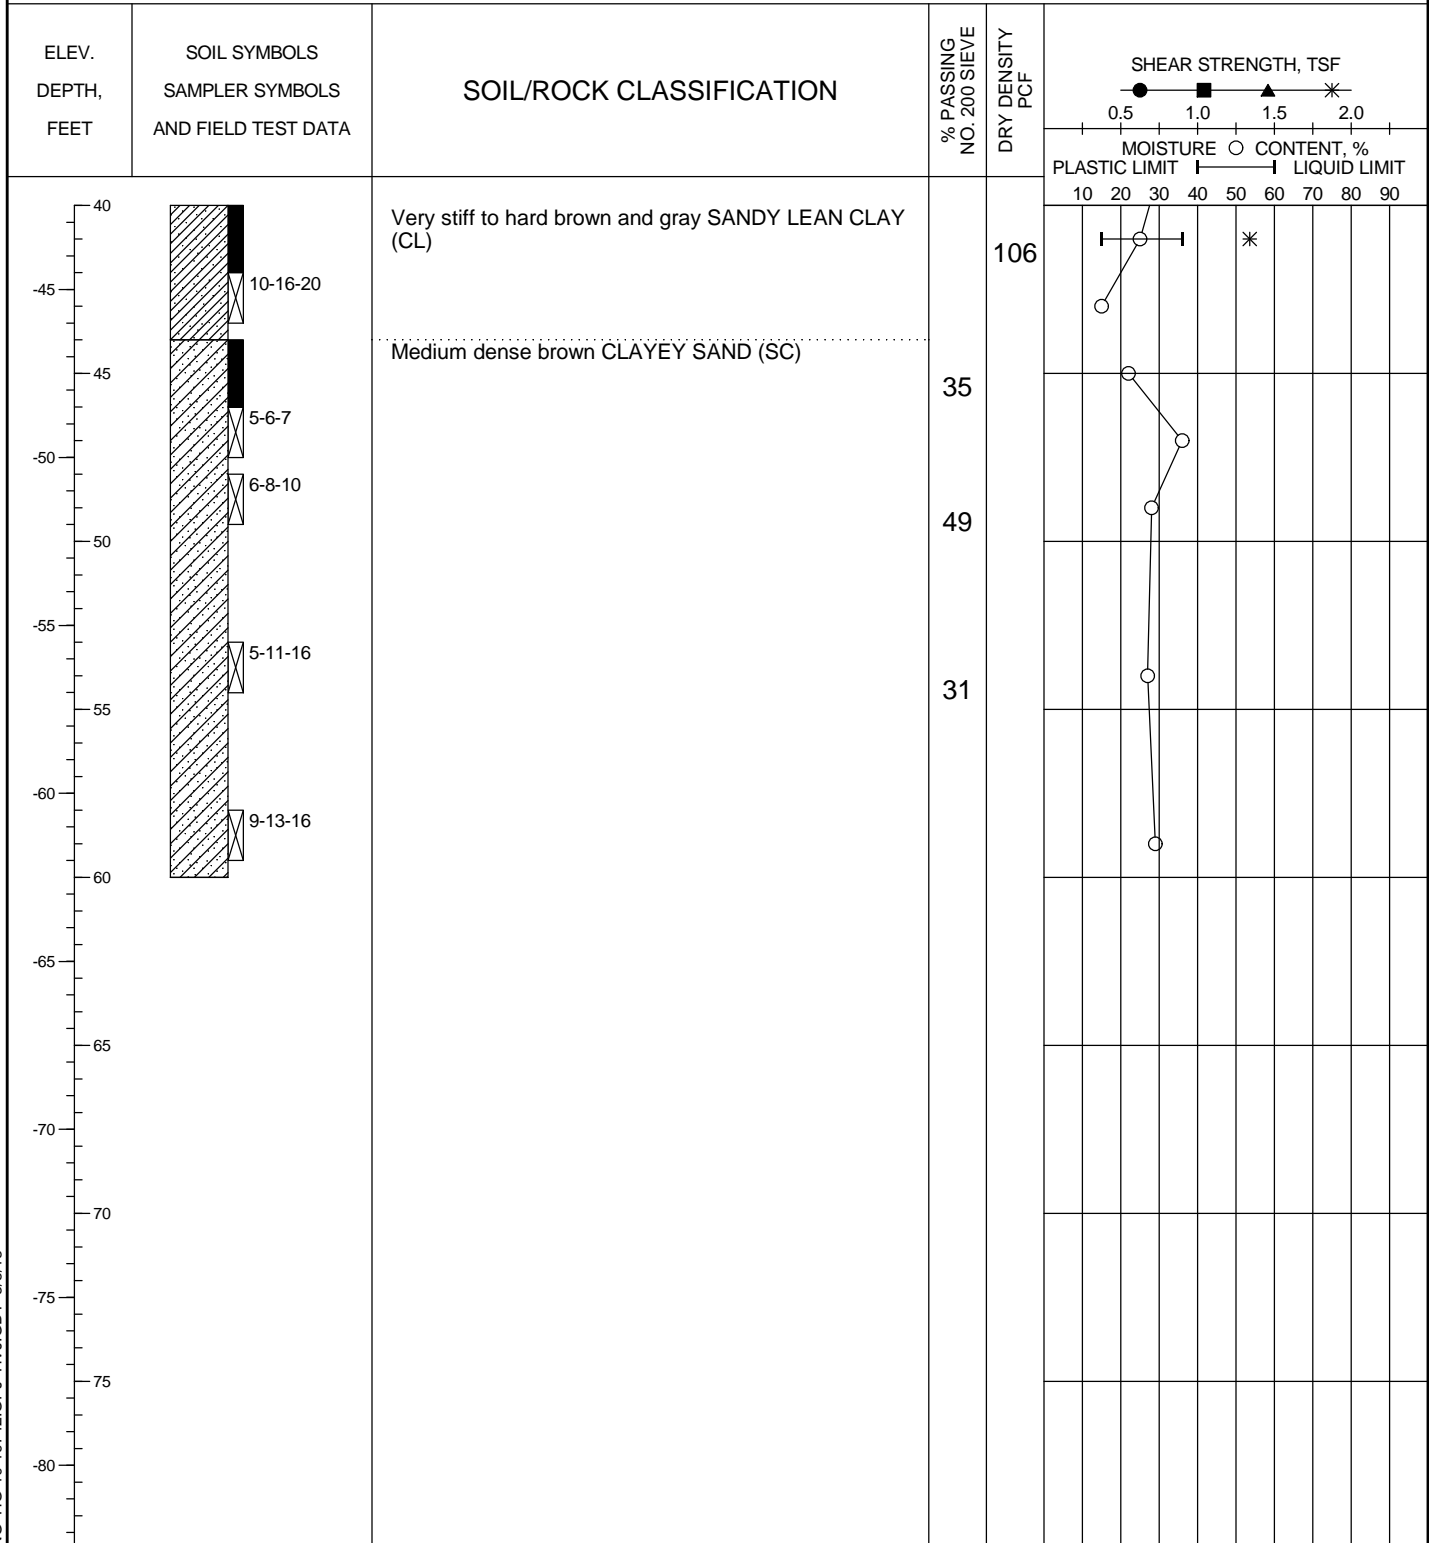 ELEV.
DEPTH,
FEET
SOIL SYMBOLS
SAMPLER SYMBOLS
AND FIELD TEST DATA
SOIL/ROCK CLASSIFICATION
% PASSING
NO. 200 SIEVE
DRY DENSITY
PCF
SHEAR STRENGTH, TSF
0.5 1.0 1.5 2.0
MOISTURE CONTENT, %
PLASTIC LIMIT LIQUID LIMIT
10 20 30 40 50 60 70 80 90
40
Very stiff to hard brown and gray SANDY LEAN CLAY
(CL)
106
10-16-20
-45
Medium dense brown CLAYEY SAND (SC)
45
35
5-6-7
-50
6-8-10
49
50
-55
5-11-16
31
55
-60
9-13-16
60
-65
65
-70
70
-75
75
-80